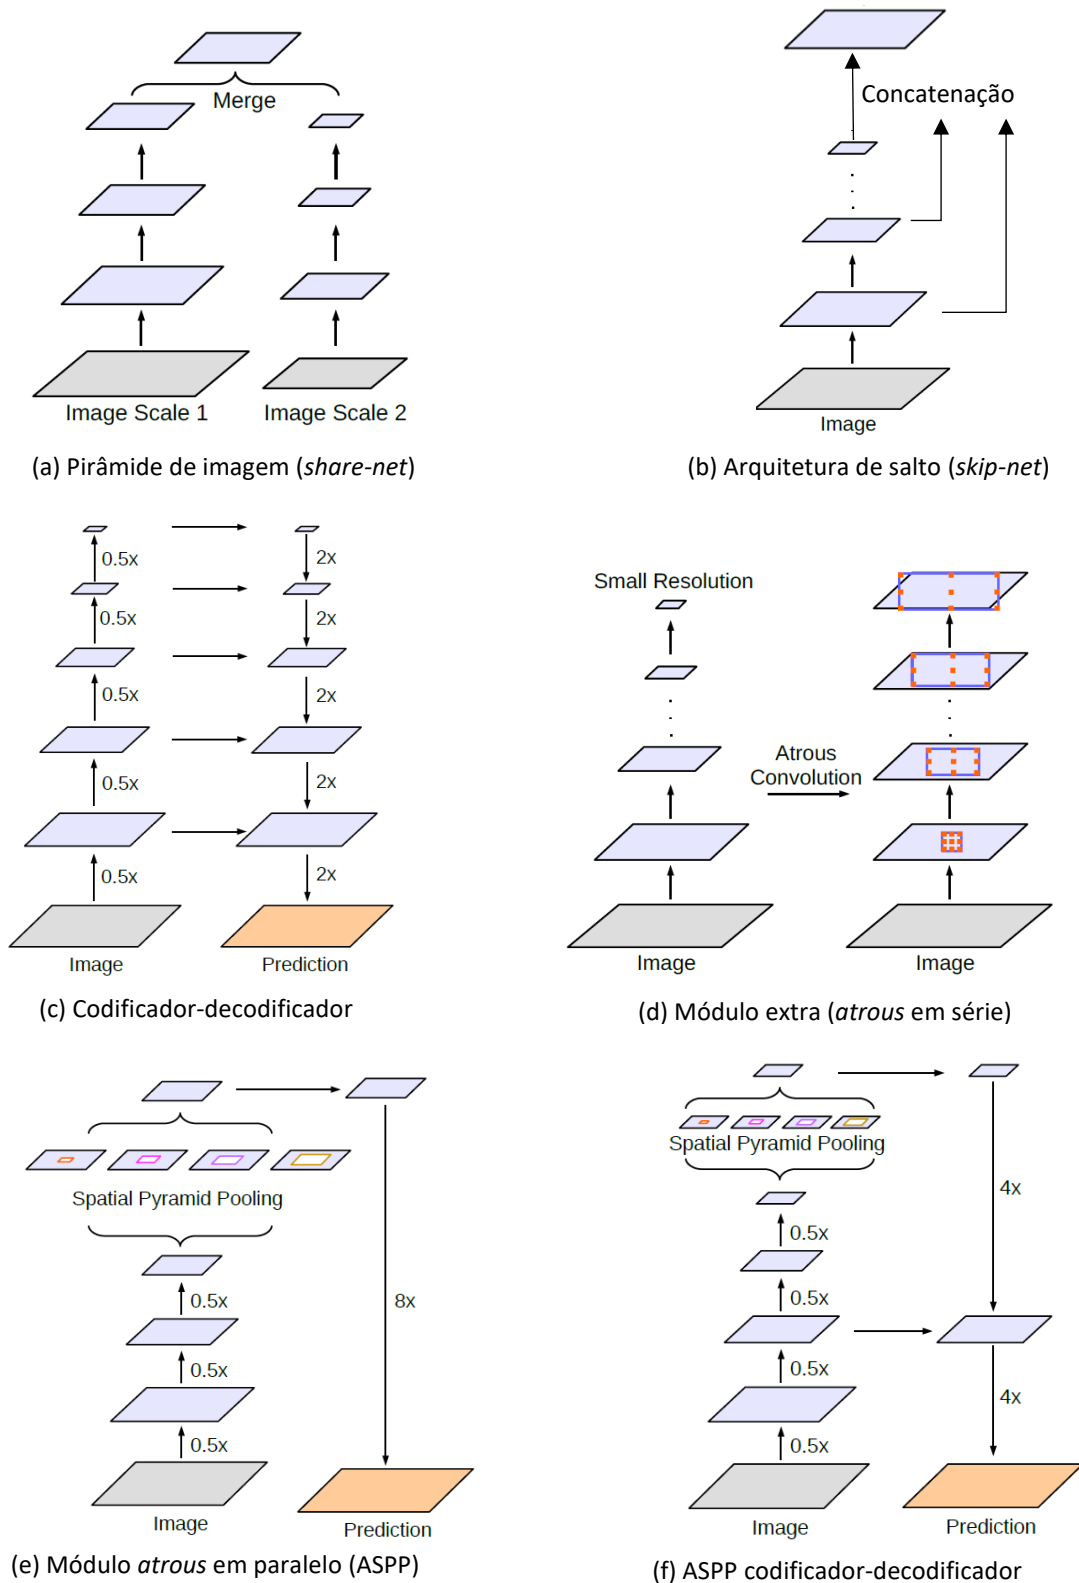 Merge
Image Scale 1
Image Scale 2
(a) Pirâmide de imagem (share-net)
Concatenação
Image
(b) Arquitetura de salto (skip-net)
0.5x
2x
0.5x
2x
0.5x
2x
0.5x
2x
0.5x
2x
Image
Prediction
(c) Codificador-decodificador
Small Resolution
Atrous
Convolution
Image
Image
(d) Módulo extra (atrous em série)
Spatial Pyramid Pooling
0.5x
8x
0.5x
0.5x
Image
Prediction
(e) Módulo atrous em paralelo (ASPP)
Spatial Pyramid Pooling
4x
0.5x
0.5x
0.5x
4x
0.5x
Image
Prediction
(f) ASPP codificador-decodificador